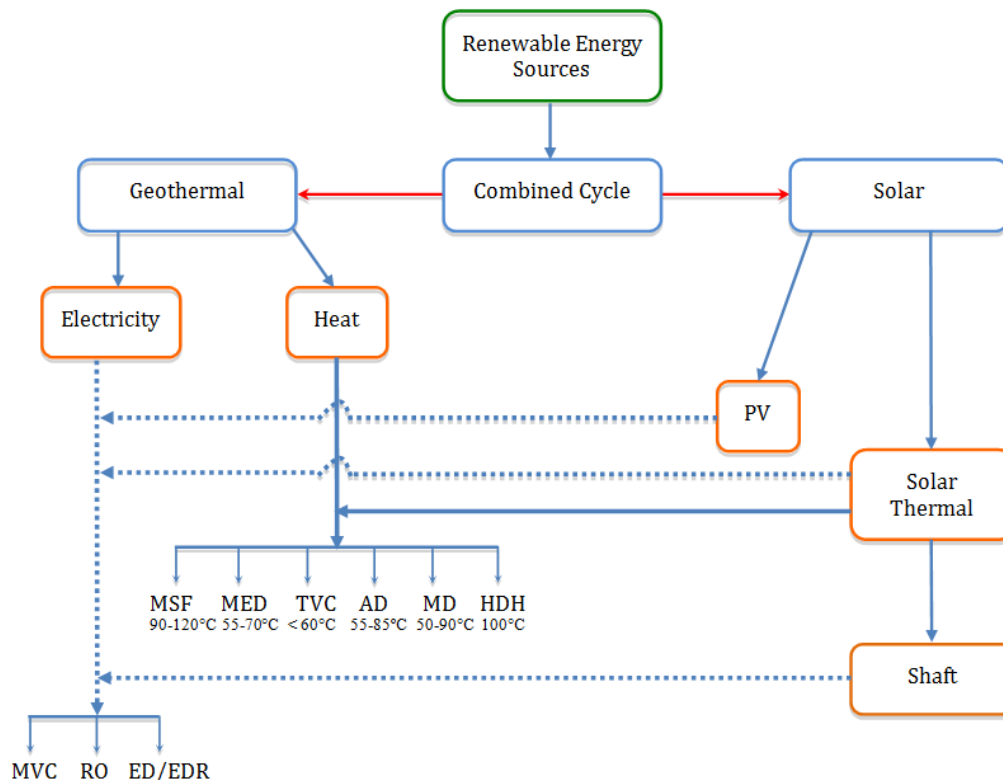 Renewable Energy
Sources
Geothermal
Combined Cycle
Solar
Electricity
Heat
PV
Solar
Thermal
MSF MED TVC AD MD HDH
90-120°C 55-70°C <60°C 55-85°C 50-90°C 100°C
Shaft
MVC RO ED/EDR